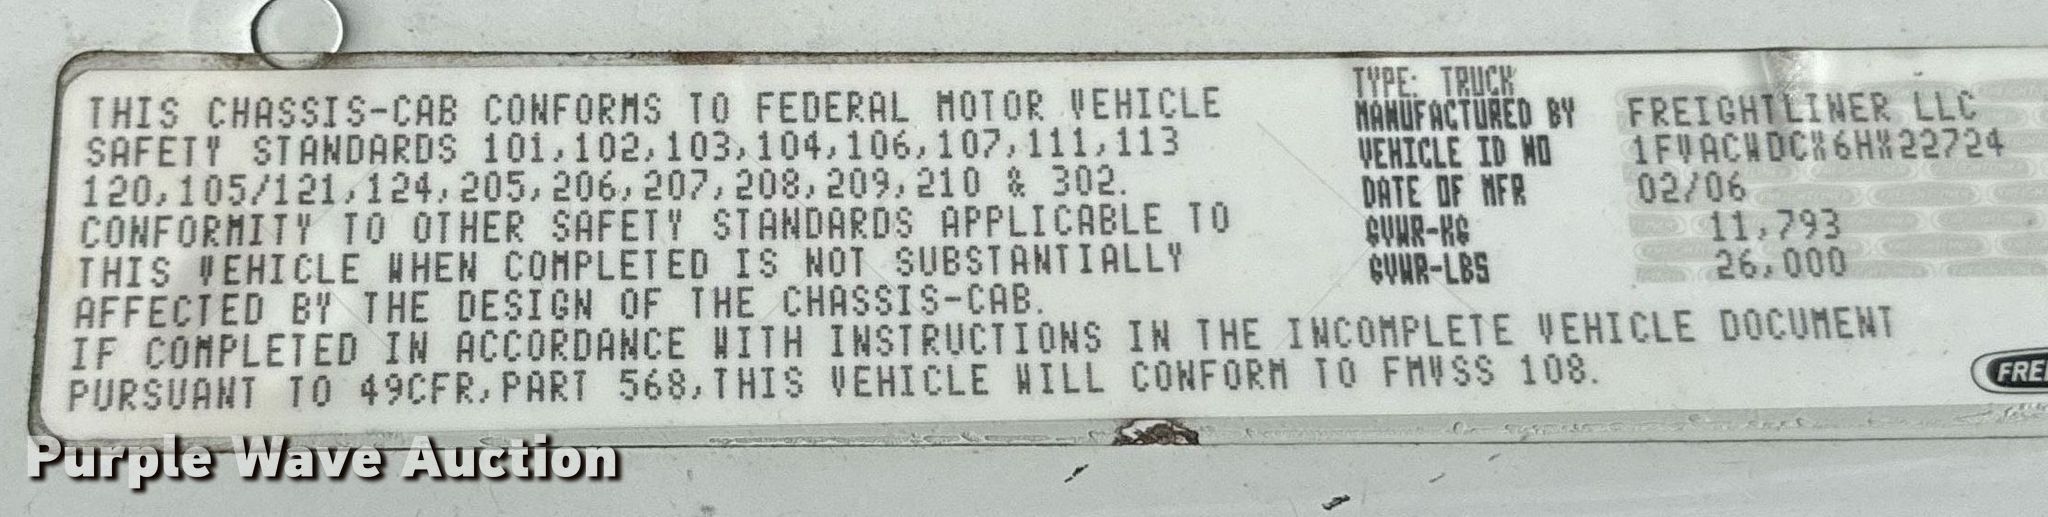 THIS CHASSIS-CAB CONFORMS TO FEDERAL MOTOR VEHICLE
SAFETY STANDARDS 101,102,103,104,106,107,111,113
120,105/121,124,205,206,207,208,209,210 & 302.
CONFORMITY TO OTHER SAFETY STANDARDS APPLICABLE TO
THIS VEHICLE WHEN COMPLETED IS NOT SUBSTANTIALLY
AFFECTED BY THE DESIGN OF THE CHASSIS-CAB.
IF COMPLETED IN ACCORDANCE WITH INSTRUCTIONS IN THE INCOMPLETE VEHICLE DOCUMENT
PURSUANT TO 49CFR,PART 568,THIS VEHICLE WILL CONFORM TO FMVSS 108.
TYPE: TRUCK
MANUFACTURED BY FREIGHTLINER LLC
VEHICLE ID NO 1FVACWDCX6HX22724
DATE OF MFR 02/06
GVWR-KG 11,793
GVWR-LBS 26,000
FREI
Purple Wave Auction